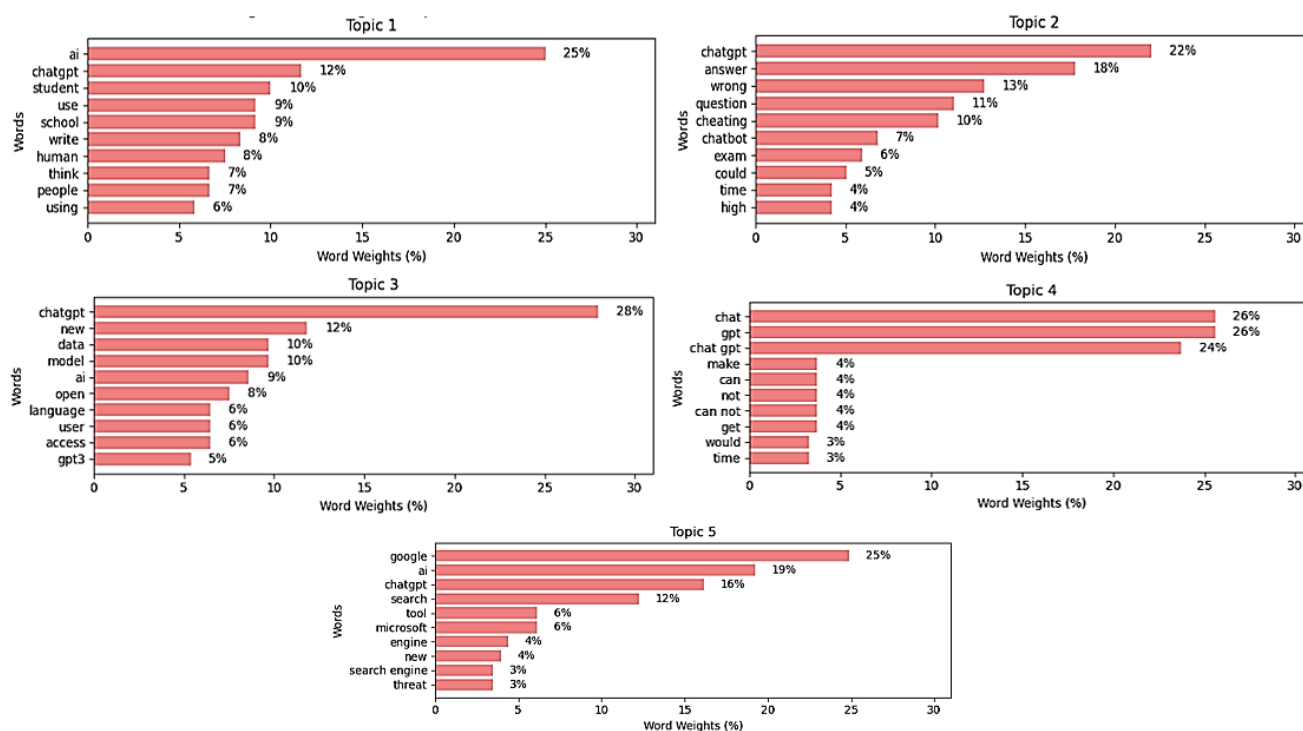 Topic 1
ai 25%
chatgpt 12%
student 10%
use 9%
school 9%
write 8%
human 8%
think 7%
people 7%
using 6%
Words
0 5 10 15 20 25 30
Word Weights (%)
Topic 2
chatgpt 22%
answer 18%
wrong 13%
question 11%
cheating 10%
chatbot 7%
exam 6%
could 5%
time 4%
high 4%
Words
0 5 10 15 20 25 30
Word Weights (%)
Topic 3
chatgpt 28%
new 12%
data 10%
model 10%
ai 9%
open 8%
language 6%
user 6%
access 6%
gpt3 5%
Words
0 5 10 15 20 25 30
Word Weights (%)
Topic 4
chat 26%
gpt 26%
chat gpt 24%
make 4%
can 4%
not 4%
can not 4%
get 4%
would 3%
time 3%
Words
0 5 10 15 20 25 30
Word Weights (%)
Topic 5
google 25%
ai 19%
chatgpt 16%
search 12%
tool 6%
microsoft 6%
engine 4%
new 4%
search engine 3%
threat 3%
Words
0 5 10 15 20 25 30
Word Weights (%)